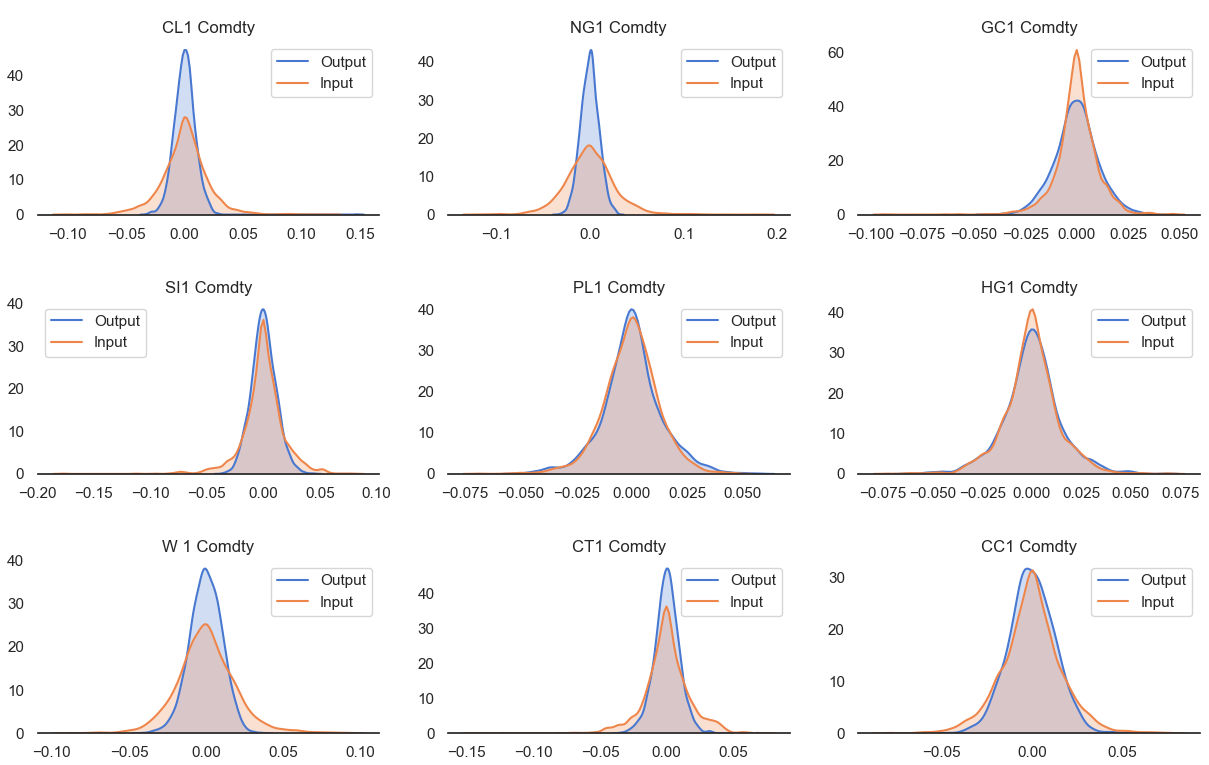 CL1 Comdty
Output
Input
40
30
20
10
0
−0.10 −0.05 0.00 0.05 0.10 0.15
NG1 Comdty
Output
Input
40
30
20
10
0
−0.1 0.0 0.1 0.2
GC1 Comdty
Output
Input
60
40
20
0
−0.100 −0.075 −0.050 −0.025 0.000 0.025 0.050
SI1 Comdty
Output
Input
40
30
20
10
0
−0.20 −0.15 −0.10 −0.05 0.00 0.05 0.10
PL1 Comdty
Output
Input
40
30
20
10
0
−0.075 −0.050 −0.025 0.000 0.025 0.050
HG1 Comdty
Output
Input
40
30
20
10
0
−0.075 −0.050 −0.025 0.000 0.025 0.050 0.075
W 1 Comdty
Output
Input
40
30
20
10
0
−0.10 −0.05 0.00 0.05 0.10
CT1 Comdty
Output
Input
40
30
20
10
0
−0.15 −0.10 −0.05 0.00 0.05
CC1 Comdty
Output
Input
30
20
10
0
−0.05 0.00 0.05